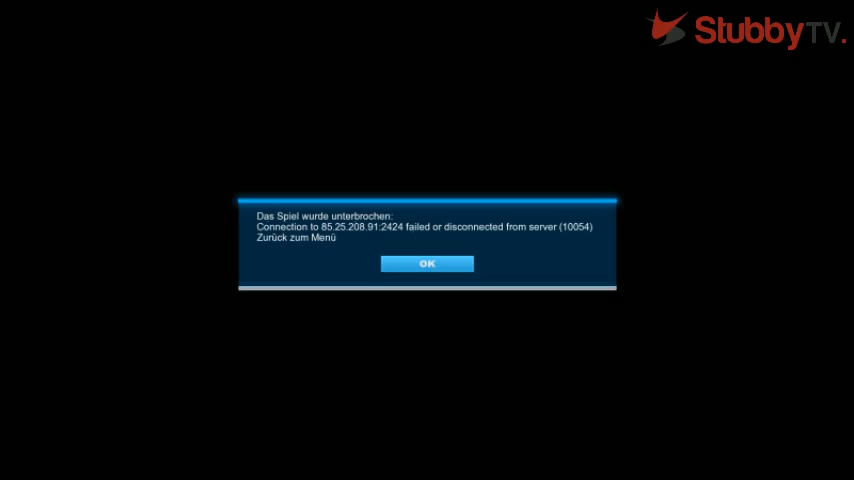 StubbyTV.
Das Spiel wurde unterbrochen:
Connection to 85.25.208.91:2424 failed or disconnected from server (10054)
Zurück zum Menü
OK